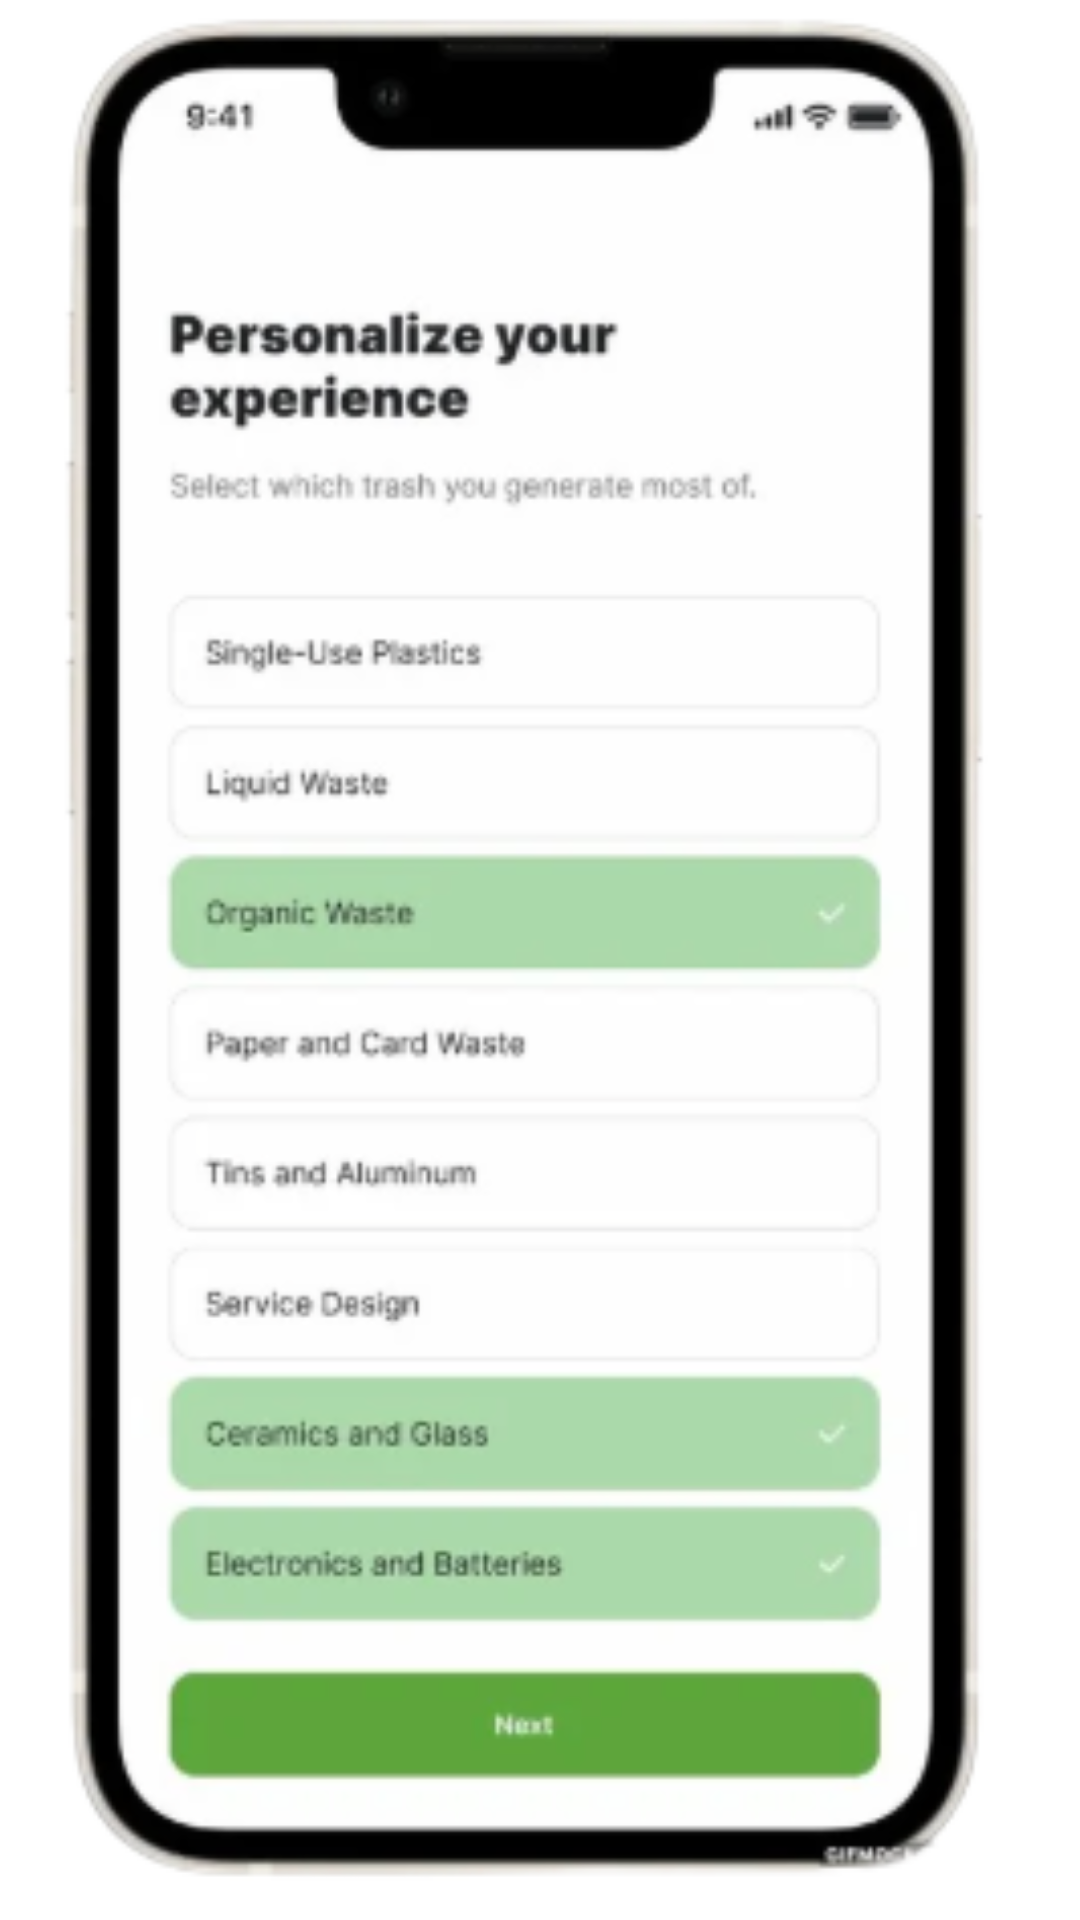 9:41
Personalize your
experience
Select which trash you generate most of.
Single-Use Plastics
Liquid Waste
Organic Waste
Paper and Card Waste
Tins and Aluminum
Service Design
Ceramics and Glass
Electronics and Batteries
Next